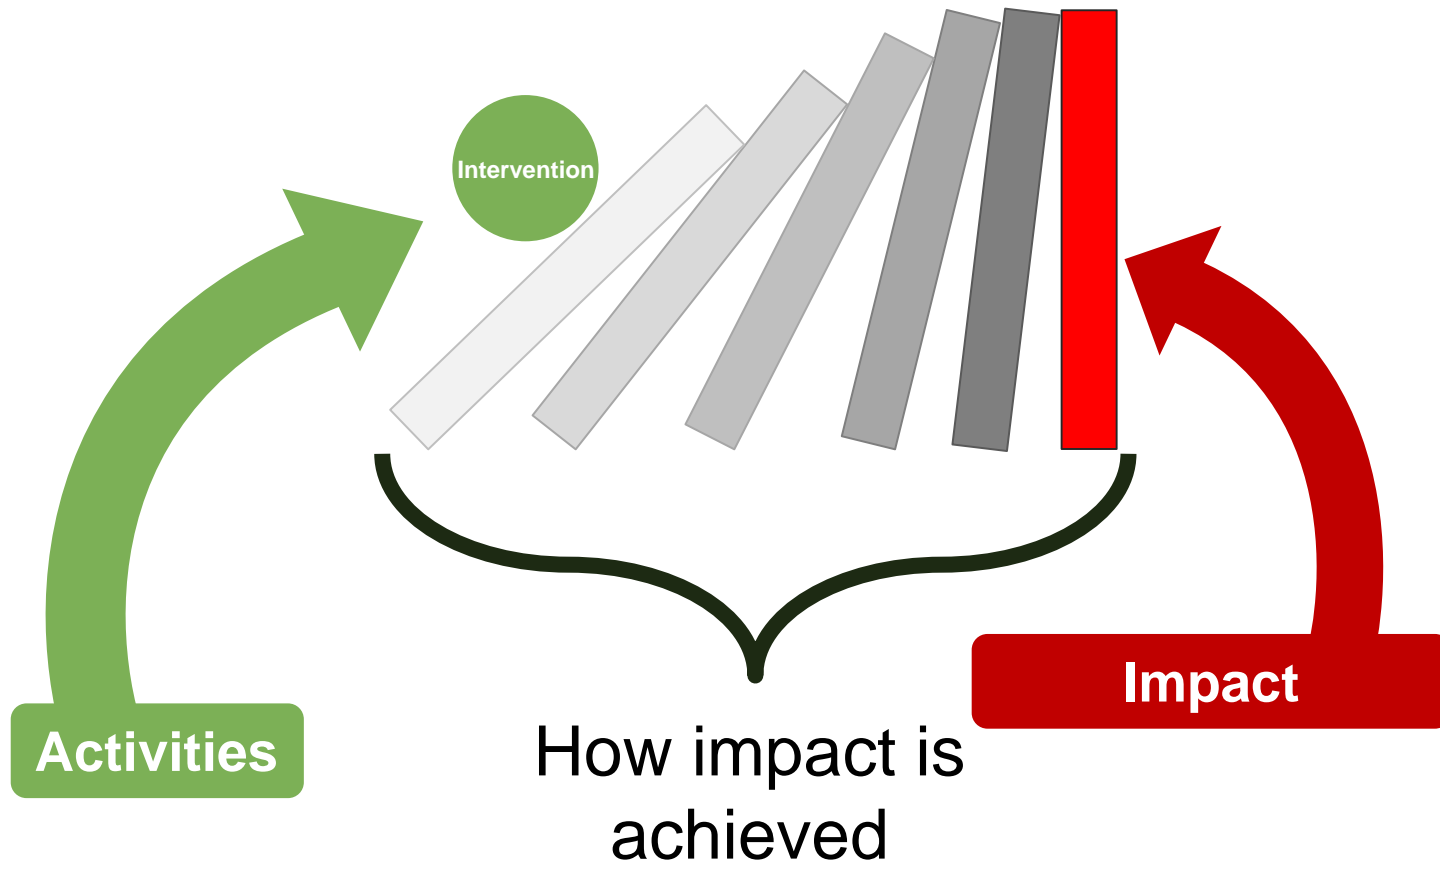 Intervention
Activities
Impact
How impact is
achieved